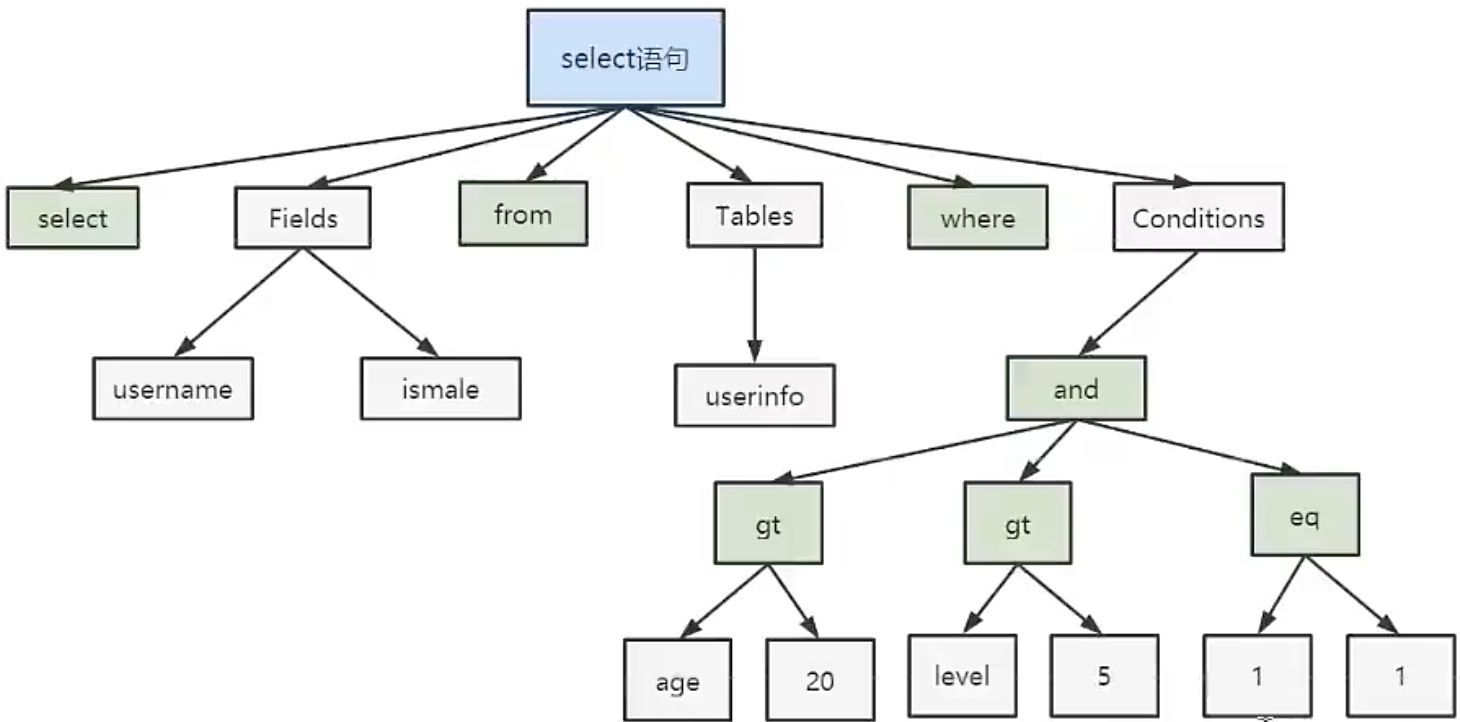 select语句
select
Fields
from
Tables
where
Conditions
username
ismale
userinfo
and
gt
gt
eq
age
20
level
5
1
1